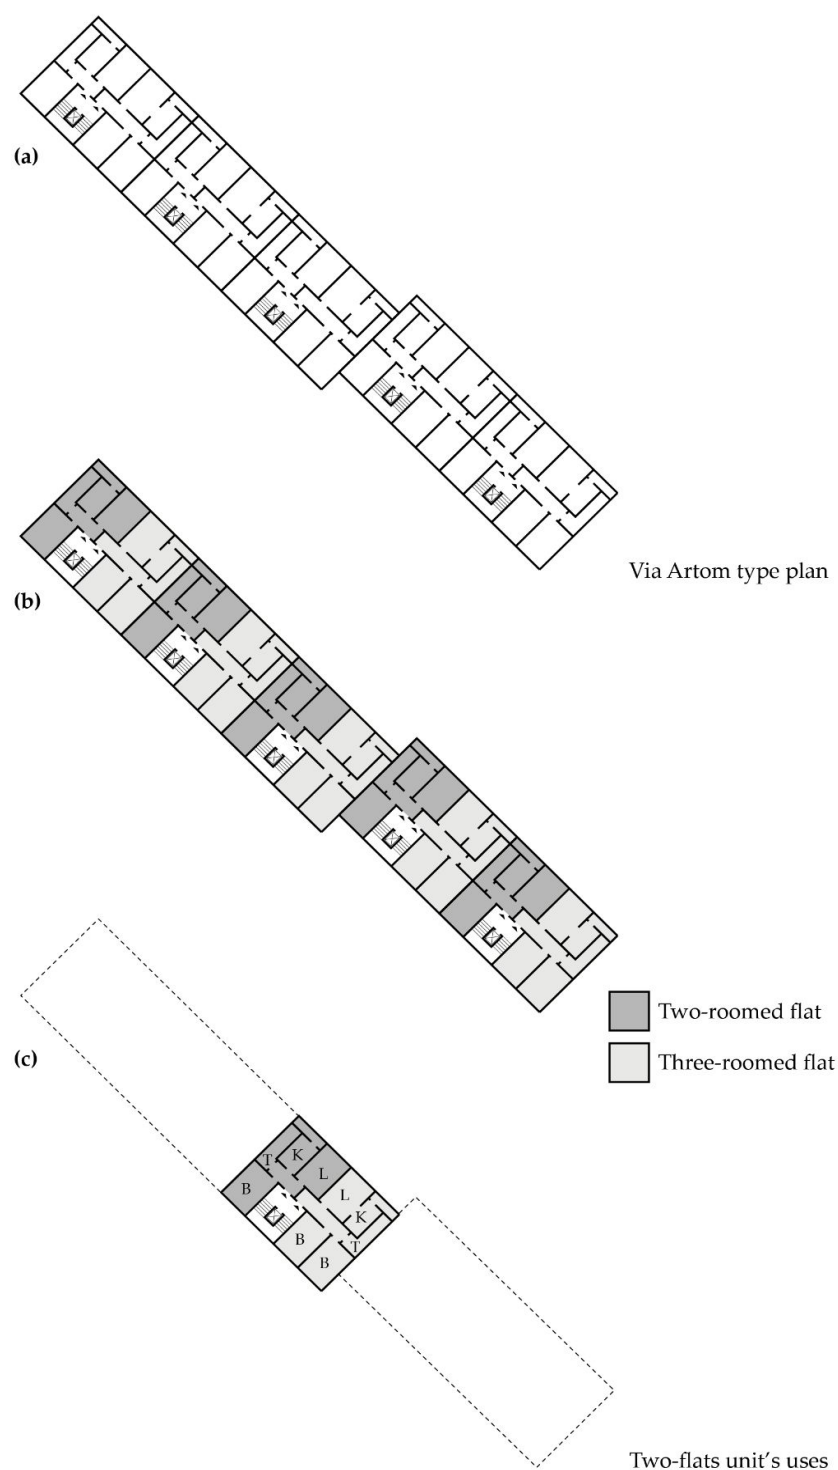 (a)
Via Artom type plan
(b)
Two-roomed flat
Three-roomed flat
(c)
K
T
L
B
L
K
B
T
B
Two-flats unit's uses